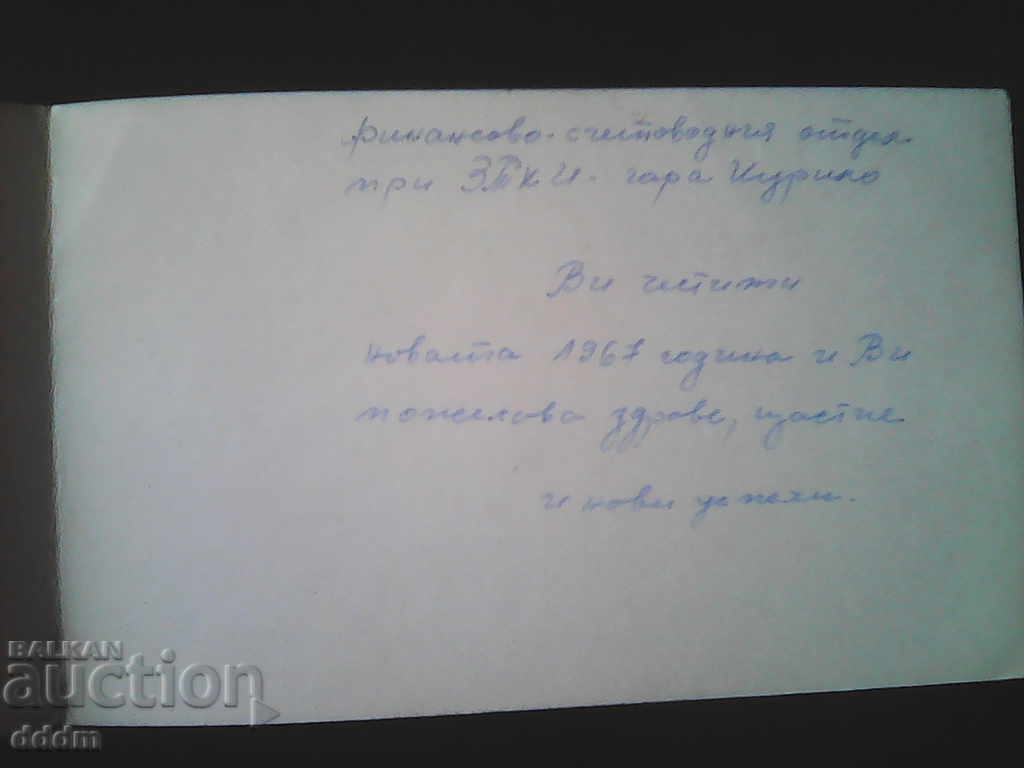 Финансово-счетоводния отдел
при ЗТКИ - гара Курило
Ви честити
новата 1967 година и Ви
пожелава здраве, щастие
и нови успехи.
BALKAN
auction
dddm